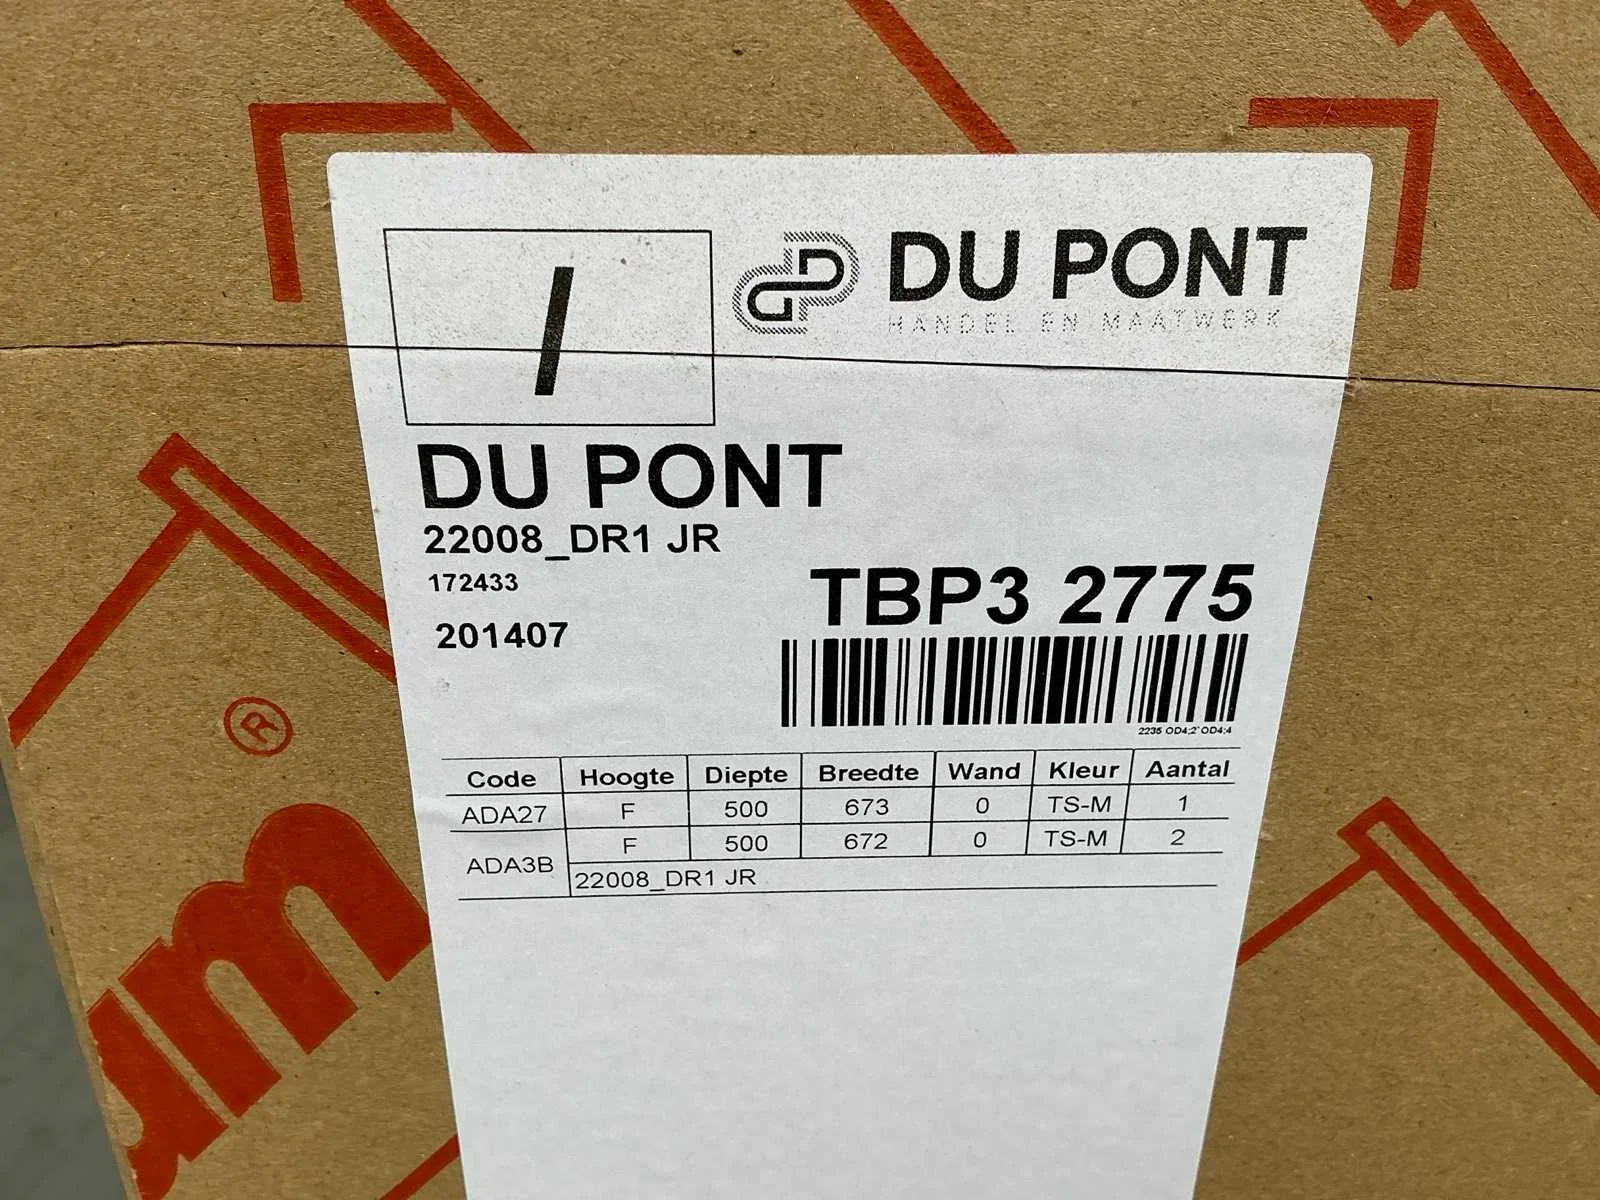 /
DU PONT
HANDEL EN MAATWERK
DU PONT
22008_DR1 JR
172433
TBP3 2775
201407
2235 OD4;2*OD4;4
Code Hoogte Diepte Breedte Wand Kleur Aantal
ADA27 F 500 673 0 TS-M 1
ADA3B F 500 672 0 TS-M 2
22008_DR1 JR
®
um